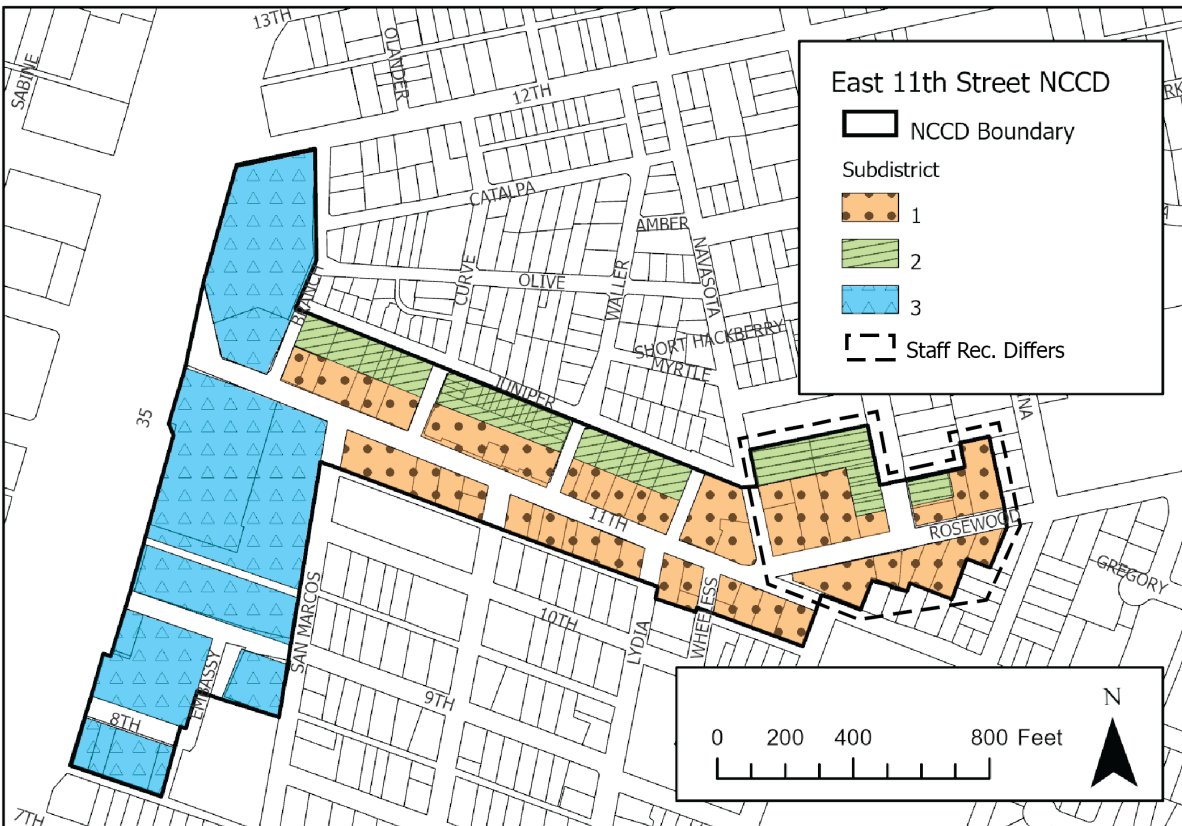 13TH
OLANDER
SABINE
12TH
East 11th Street NCCD
NCCD Boundary
Subdistrict
1
2
3
Staff Rec. Differs
CATALPA
AMBER
NAVASOTA
CURVE
OLIVE
WALLER
BRANCH
SHORT HACKBERRY
MYRTLE
JUNIPER
35
11TH
ROSEWOOD
GREGORY
SAN MARCOS
10TH
LYDIA
WHEELESS
EMBASSY
9TH
8TH
7TH
N
0 200 400 800 Feet